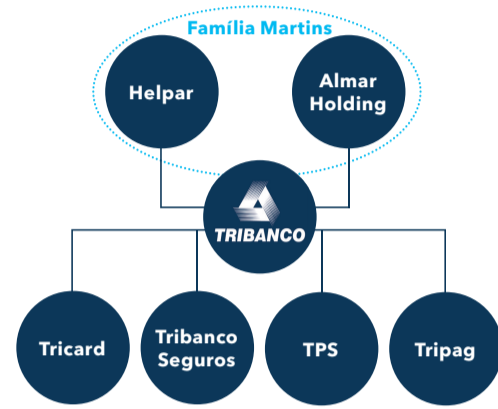 Família Martins
Helpar
Almar
Holding
TRIBANCO
Tricard
Tribanco
Seguros
TPS
Tripag